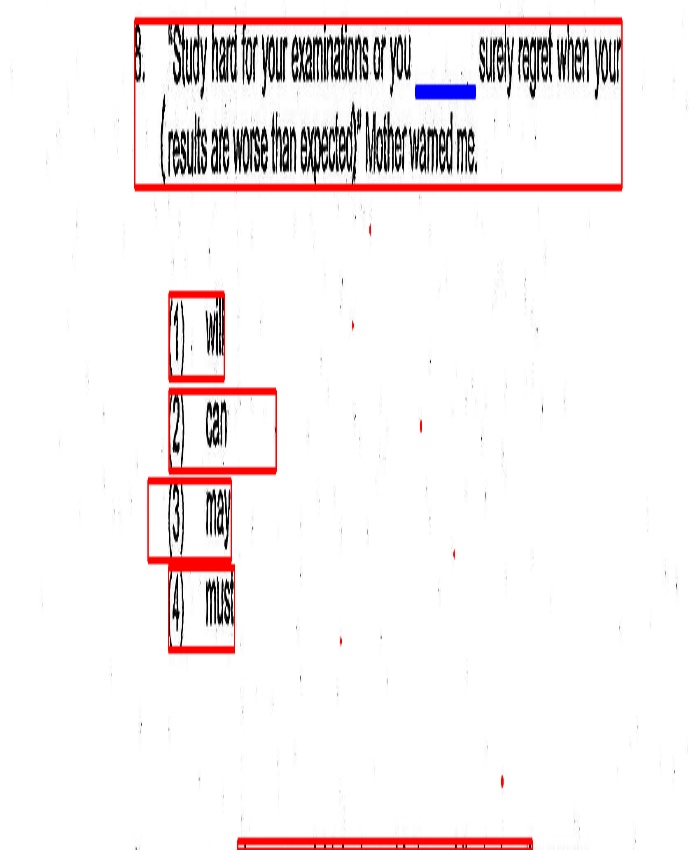 8. "Study hard for your examinations or you ____ surely regret when your
results are worse than expected)" Mother warned me.
(1) will
(2) can
(3) may
(4) must